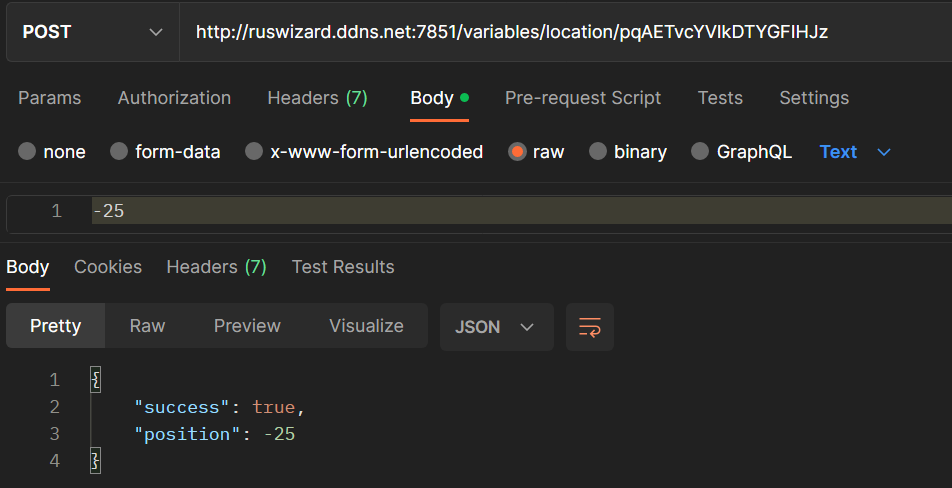 POST http://ruswizard.ddns.net:7851/variables/location/pqAETvcYVIkDTYGFIHJz
Params Authorization Headers (7) Body Pre-request Script Tests Settings
none form-data x-www-form-urlencoded raw binary GraphQL Text
1 -25
Body Cookies Headers (7) Test Results
Pretty Raw Preview Visualize JSON
1 {
2 "success": true,
3 "position": -25
4 }